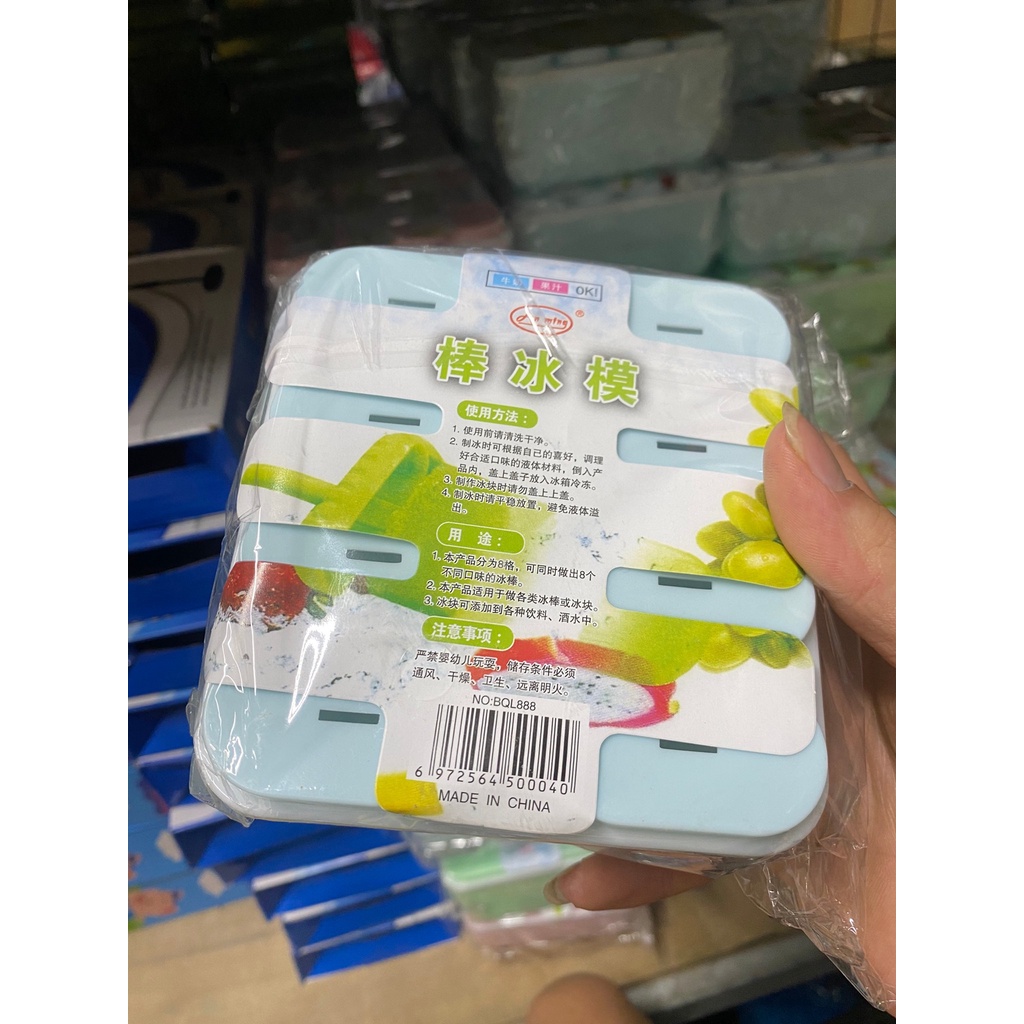 牛奶 果汁 OK!
®
棒冰模
使用方法：
1. 使用前请清洗干净。
2. 制冰时可根据自已的喜好，调理
好合适口味的液体材料，倒入产
品内，盖上盖子放入冰箱冷冻。
3. 制作冰块时请勿盖上上盖。
4. 制冰时请平稳放置，避免液体溢
出。
用 途：
1. 本产品分为8格，可同时做出8个
不同口味的冰棒。
2. 本产品适用于做各类冰棒或冰块。
3. 冰块可添加到各种饮料、酒水中。
注意事项：
严禁婴幼儿玩耍，储存条件必须
通风、干燥、卫生、远离明火。
NO:BQL888
6 972564 500040
MADE IN CHINA